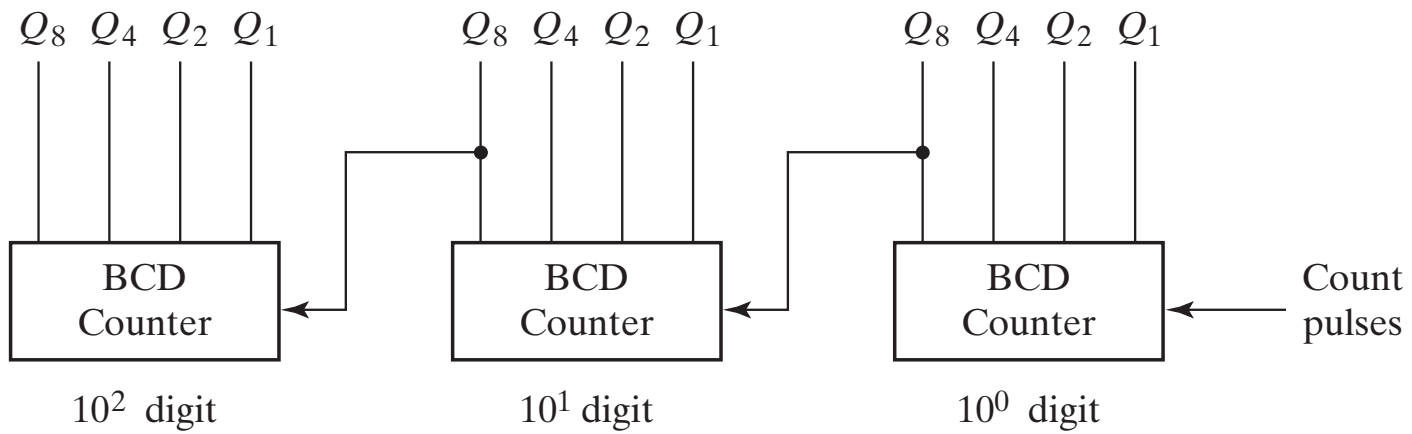 Q8 Q4 Q2 Q1 Q8 Q4 Q2 Q1 Q8 Q4 Q2 Q1
BCD
Counter
BCD
Counter
BCD
Counter
Count
pulses
10² digit
10¹ digit
10⁰ digit